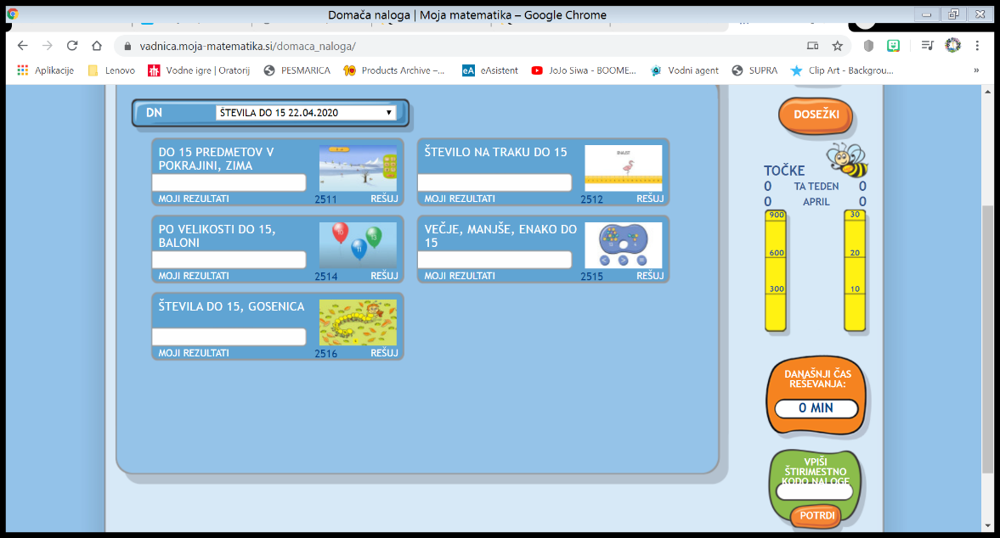 Domača naloga | Moja matematika – Google Chrome
vadnica.moja-matematika.si/domaca_naloga/
Aplikacije Lenovo Vodne igre | Oratorij PESMARICA Products Archive –... eA eAsistent JoJo Siwa - BOOME... Vodni agent SUPRA Clip Art - Backgrou... »
DN ŠTEVILA DO 15 22.04.2020
DO 15 PREDMETOV V
POKRAJINI, ZIMA
MOJI REZULTATI 2511 REŠUJ
ŠTEVILO NA TRAKU DO 15
MOJI REZULTATI 2512 REŠUJ
PO VELIKOSTI DO 15,
BALONI
10
11
MOJI REZULTATI 2514 REŠUJ
VEČJE, MANJŠE, ENAKO DO
15
< > =
MOJI REZULTATI 2515 REŠUJ
ŠTEVILA DO 15, GOSENICA
MOJI REZULTATI 2516 REŠUJ
DOSEŽKI
TOČKE
0 TA TEDEN 0
0 APRIL 0
900 30
600 20
300 10
DANAŠNJI ČAS
REŠEVANJA:
0 MIN
VPIŠI
ŠTIRIMESTNO
KODO NALOGE
POTRDI